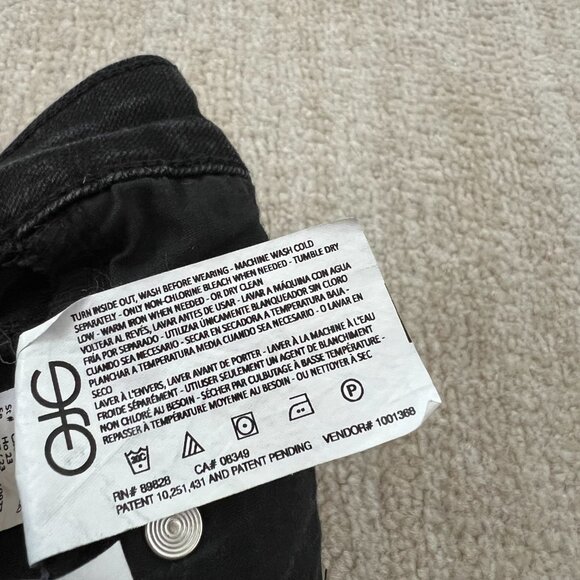 TURN INSIDE OUT, WASH BEFORE WEARING - MACHINE WASH COLD
SEPARATELY - ONLY NON-CHLORINE BLEACH WHEN NEEDED - TUMBLE DRY
LOW - WARM IRON WHEN NEEDED - OR DRY CLEAN
VOLTEAR AL REVÉS, LAVAR ANTES DE USAR - LAVAR A MÁQUINA CON AGUA
FRÍA POR SEPARADO - UTILIZAR ÚNICAMENTE BLANQUEADOR SIN CLORO
CUANDO SEA NECESARIO - SECAR EN SECADORA A TEMPERATURA BAJA -
PLANCHAR A TEMPERATURA MEDIA CUANDO SEA NECESARIO - O LAVAR EN
SECO
LAVER À L'ENVERS, LAVER AVANT DE PORTER - LAVER À LA MACHINE À L'EAU
FROIDE SÉPARÉMENT - UTILISER SEULEMENT UN AGENT DE BLANCHIMENT
NON CHLORÉ AU BESOIN - SÉCHER PAR CULBUTAGE À BASSE TEMPÉRATURE -
REPASSER À TEMPÉRATURE MOYENNE AU BESOIN - OU NETTOYER À SEC
30C
P
RN# 89828 CA# 08349 VENDOR# 1001368
PATENT 10,251,431 AND PATENT PENDING